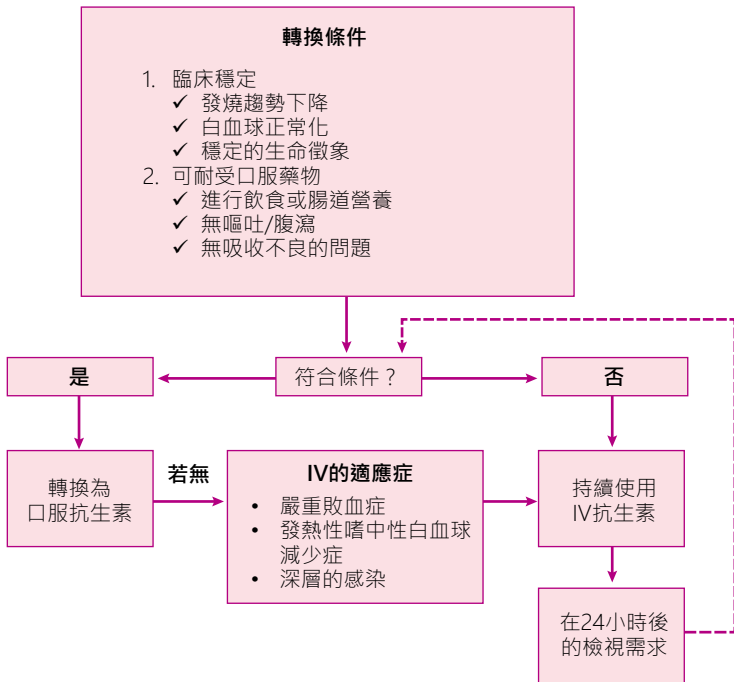 轉換條件
1. 臨床穩定
✓ 發燒趨勢下降
✓ 白血球正常化
✓ 穩定的生命徵象
2. 可耐受口服藥物
✓ 進行飲食或腸道營養
✓ 無嘔吐/腹瀉
✓ 無吸收不良的問題
是
符合條件？
否
轉換為
口服抗生素
若無
IV的適應症
• 嚴重敗血症
• 發熱性嗜中性白血球
減少症
• 深層的感染
持續使用
IV抗生素
在24小時後
的檢視需求